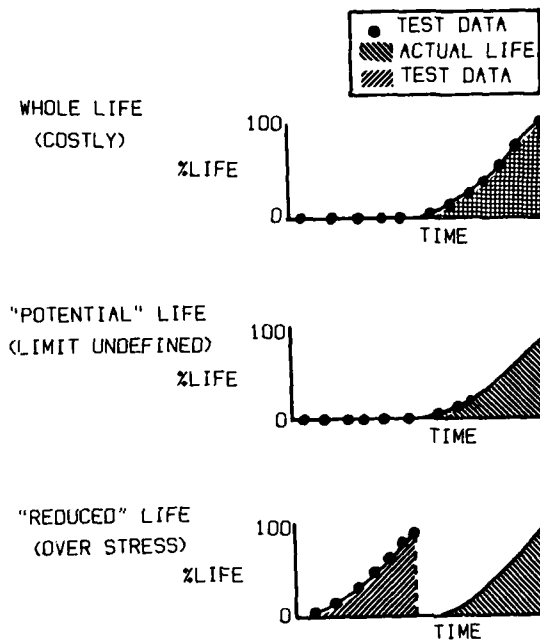 TEST DATA
ACTUAL LIFE
TEST DATA
WHOLE LIFE
(COSTLY)
100
%LIFE
0
TIME
"POTENTIAL" LIFE
(LIMIT UNDEFINED)
100
%LIFE
0
TIME
"REDUCED" LIFE
(OVER STRESS)
100
%LIFE
0
TIME